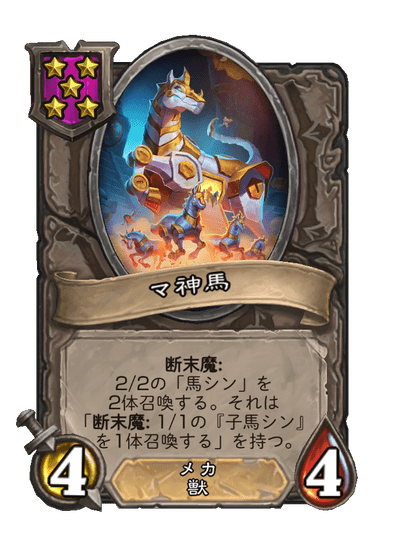 マ神馬
断末魔:
2/2の「馬シン」を
2体召喚する。それは
「断末魔: 1/1の『子馬シン』
を1体召喚する」を持つ。
4
メカ
獣
4